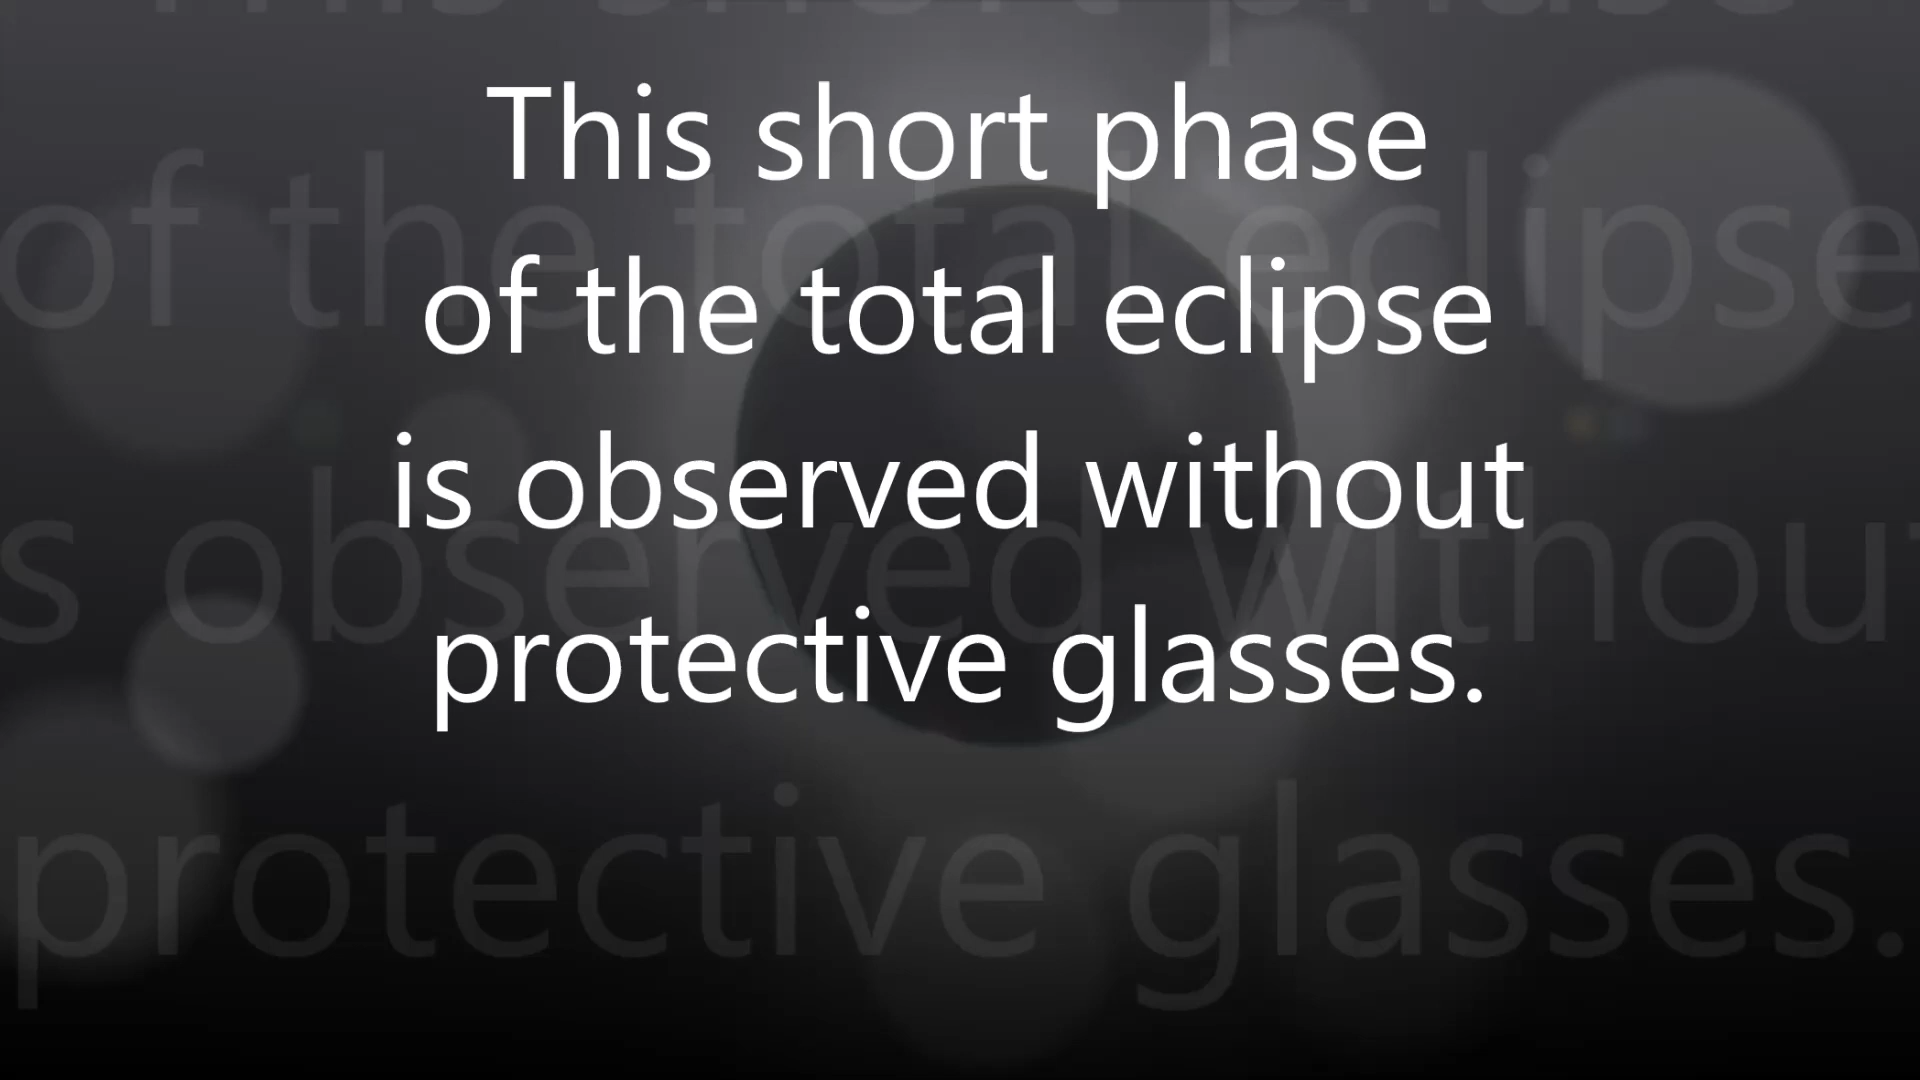 This short phase
of the total eclipse
is observed without
protective glasses.